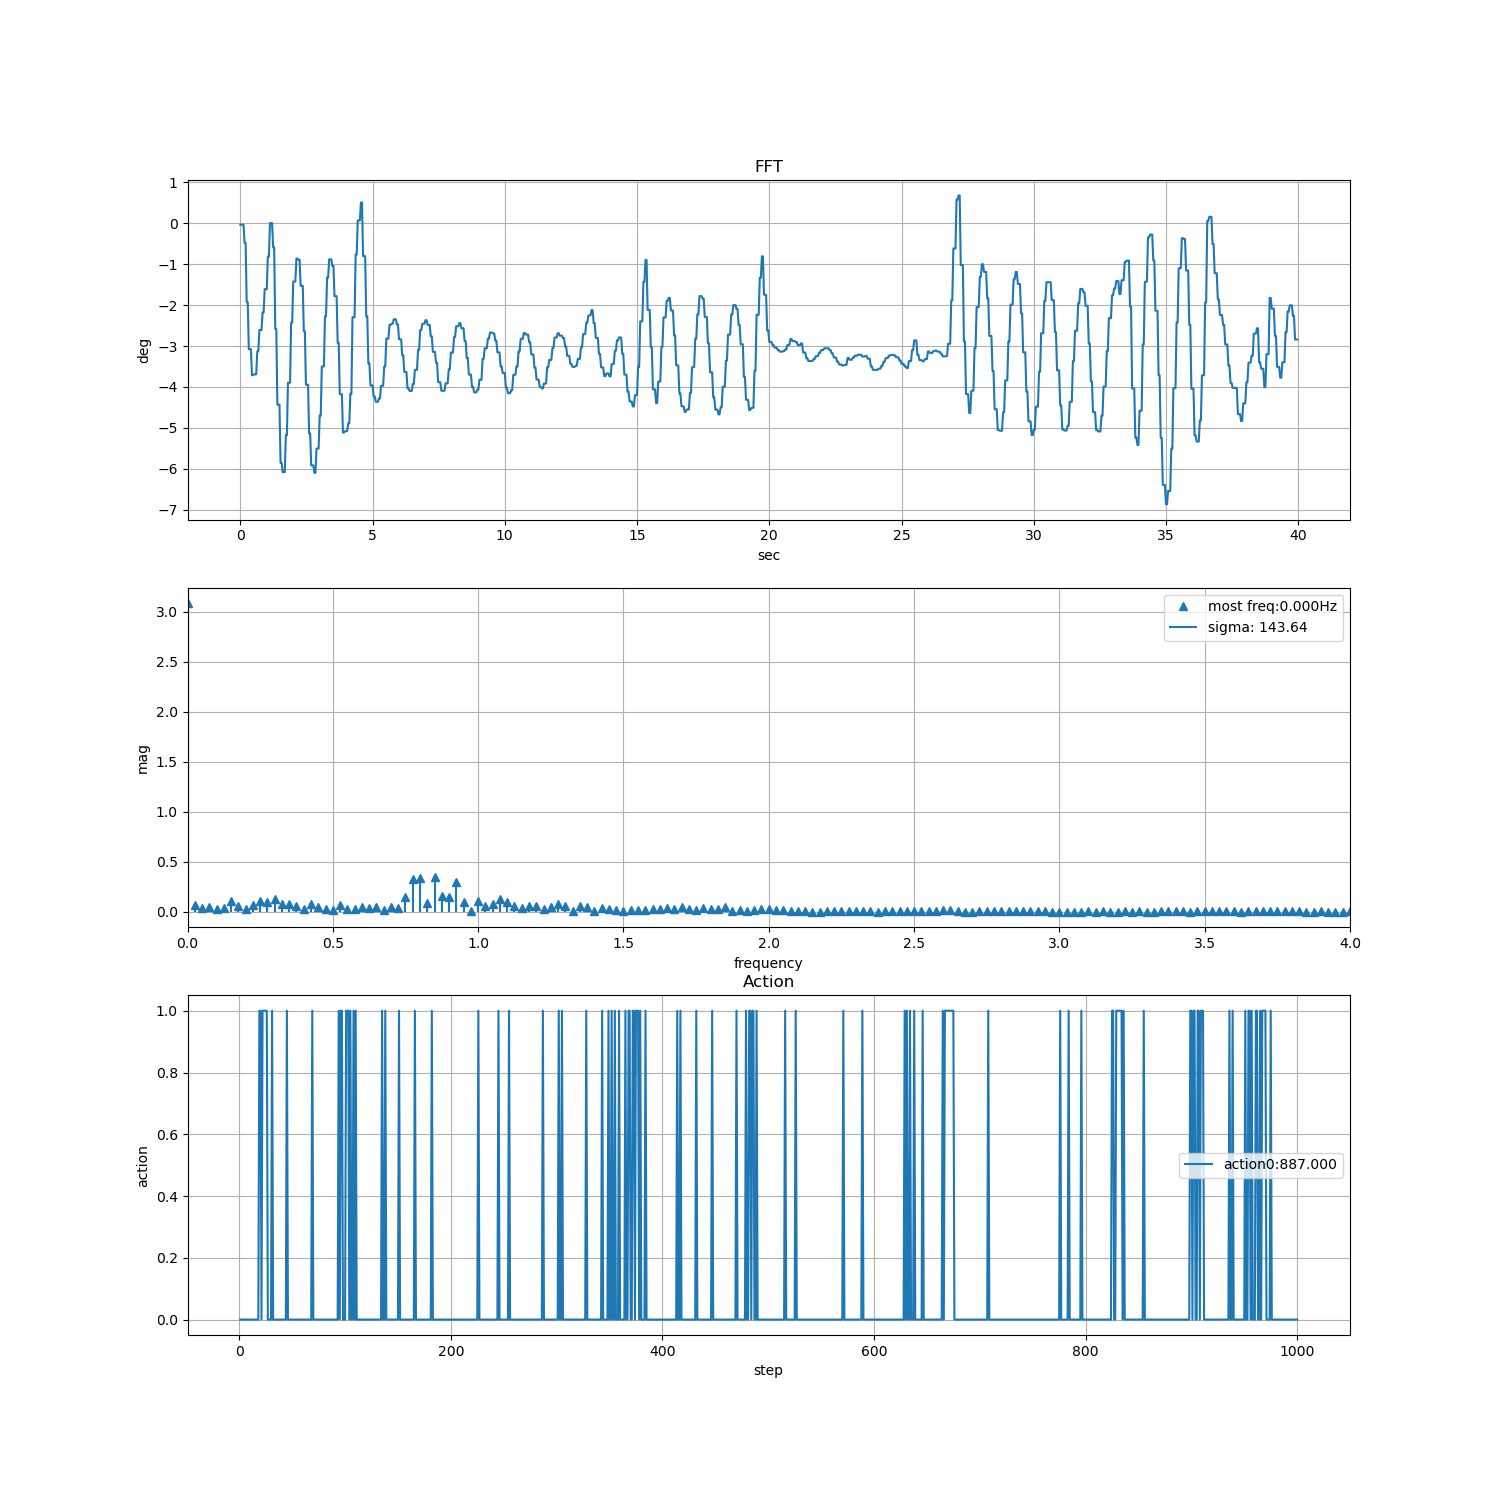 FFT
1
0
−1
−2
−3
−4
−5
−6
−7
deg
0 5 10 15 20 25 30 35 40
sec
3.0
2.5
2.0
1.5
1.0
0.5
0.0
mag
most freq:0.000Hz
sigma: 143.64
0.0 0.5 1.0 1.5 2.0 2.5 3.0 3.5 4.0
frequency
Action
1.0
0.8
0.6
0.4
0.2
0.0
action
action0:887.000
0 200 400 600 800 1000
step